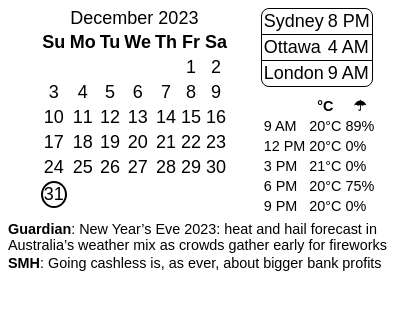 December 2023
Su Mo Tu We Th Fr Sa
1 2
3 4 5 6 7 8 9
10 11 12 13 14 15 16
17 18 19 20 21 22 23
24 25 26 27 28 29 30
31
Sydney 8 PM
Ottawa 4 AM
London 9 AM
°C ☂
9 AM 20°C 89%
12 PM 20°C 0%
3 PM 21°C 0%
6 PM 20°C 75%
9 PM 20°C 0%
Guardian: New Year’s Eve 2023: heat and hail forecast in
Australia’s weather mix as crowds gather early for fireworks
SMH: Going cashless is, as ever, about bigger bank profits